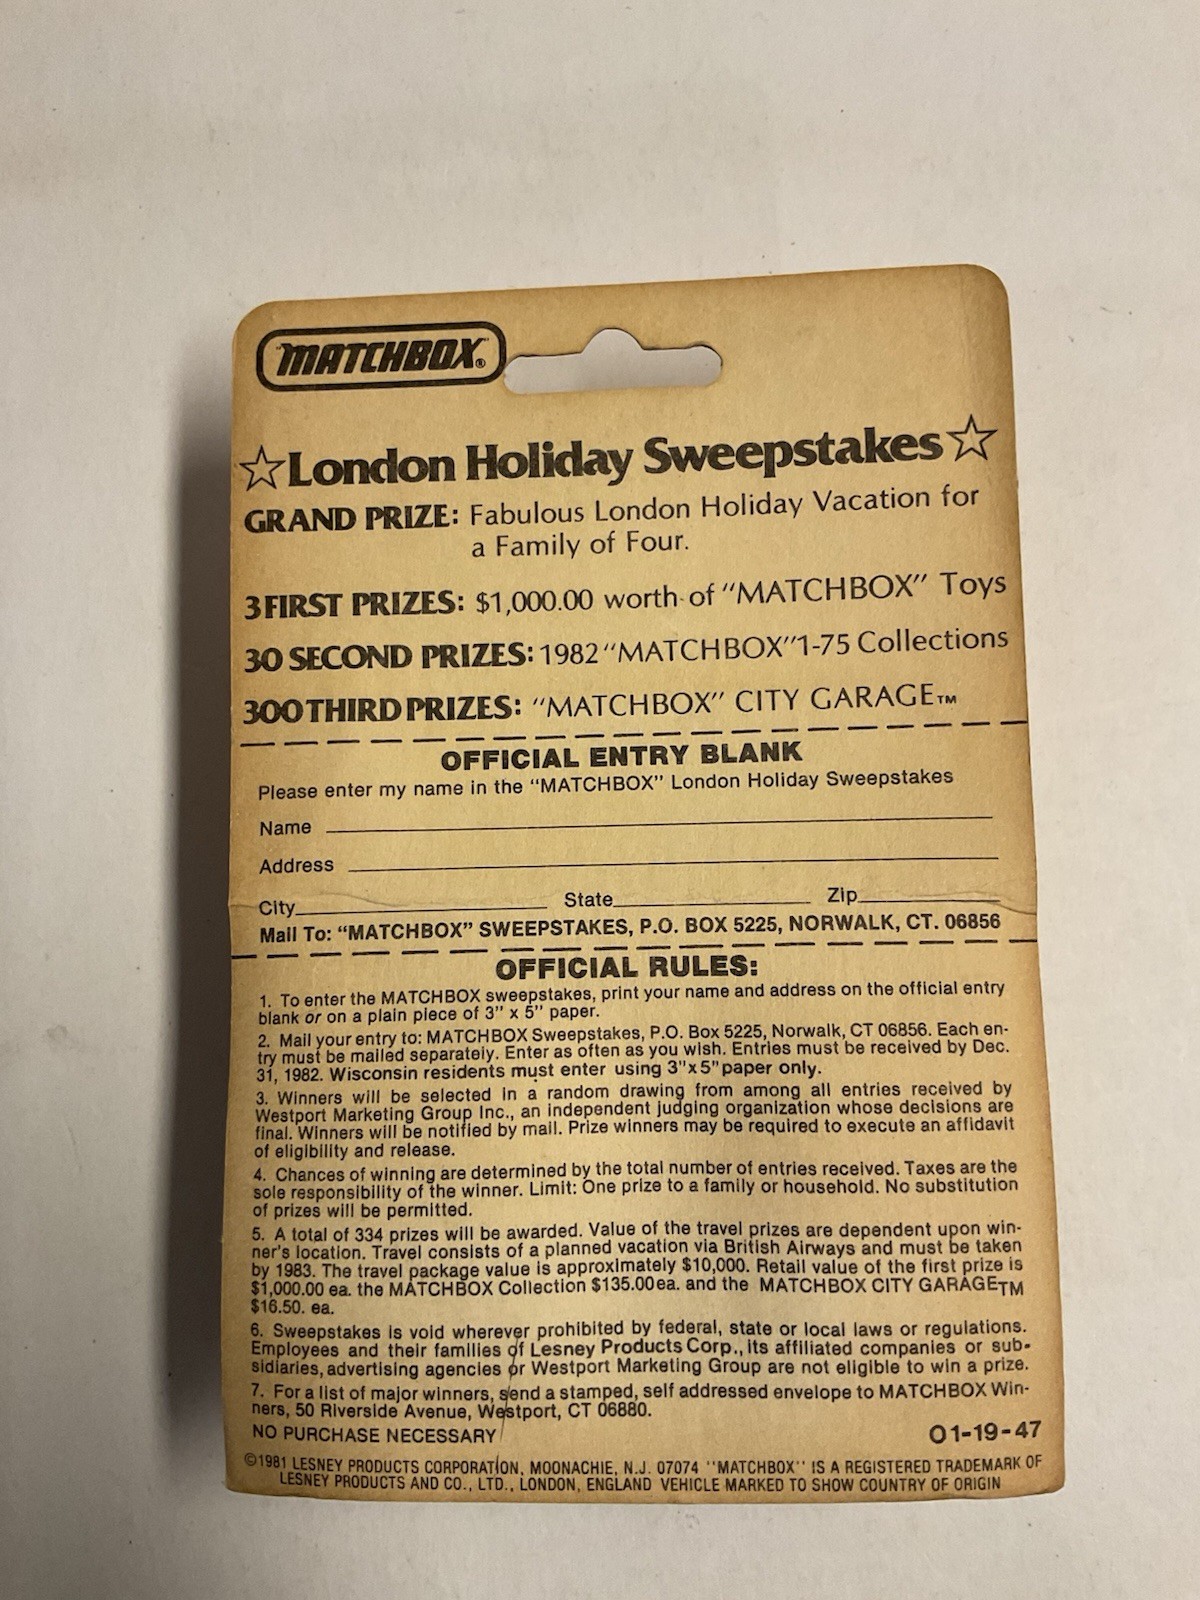 "MATCHBOX"®
☆London Holiday Sweepstakes☆
GRAND PRIZE: Fabulous London Holiday Vacation for
a Family of Four.
3 FIRST PRIZES: $1,000.00 worth of "MATCHBOX" Toys
30 SECOND PRIZES: 1982 "MATCHBOX" 1-75 Collections
300 THIRD PRIZES: "MATCHBOX" CITY GARAGE™
OFFICIAL ENTRY BLANK
Please enter my name in the "MATCHBOX" London Holiday Sweepstakes
Name
Address
City State Zip
Mail To: "MATCHBOX" SWEEPSTAKES, P.O. BOX 5225, NORWALK, CT. 06856
OFFICIAL RULES:
1. To enter the MATCHBOX sweepstakes, print your name and address on the official entry
blank or on a plain piece of 3" x 5" paper.
2. Mail your entry to: MATCHBOX Sweepstakes, P.O. Box 5225, Norwalk, CT 06856. Each en-
try must be mailed separately. Enter as often as you wish. Entries must be received by Dec.
31, 1982. Wisconsin residents must enter using 3"x5" paper only.
3. Winners will be selected in a random drawing from among all entries received by
Westport Marketing Group Inc., an independent judging organization whose decisions are
final. Winners will be notified by mail. Prize winners may be required to execute an affidavit
of eligibility and release.
4. Chances of winning are determined by the total number of entries received. Taxes are the
sole responsibility of the winner. Limit: One prize to a family or household. No substitution
of prizes will be permitted.
5. A total of 334 prizes will be awarded. Value of the travel prizes are dependent upon win-
ner's location. Travel consists of a planned vacation via British Airways and must be taken
by 1983. The travel package value is approximately $10,000. Retail value of the first prize is
$1,000.00 ea. the MATCHBOX Collection $135.00 ea. and the MATCHBOX CITY GARAGE™
$16.50. ea.
6. Sweepstakes is void wherever prohibited by federal, state or local laws or regulations.
Employees and their families of Lesney Products Corp., its affiliated companies or sub-
sidiaries, advertising agencies or Westport Marketing Group are not eligible to win a prize.
7. For a list of major winners, send a stamped, self addressed envelope to MATCHBOX Win-
ners, 50 Riverside Avenue, Westport, CT 06880.
NO PURCHASE NECESSARY 01-19-47
©1981 LESNEY PRODUCTS CORPORATION, MOONACHIE, N.J. 07074 "MATCHBOX" IS A REGISTERED TRADEMARK OF
LESNEY PRODUCTS AND CO., LTD., LONDON, ENGLAND VEHICLE MARKED TO SHOW COUNTRY OF ORIGIN